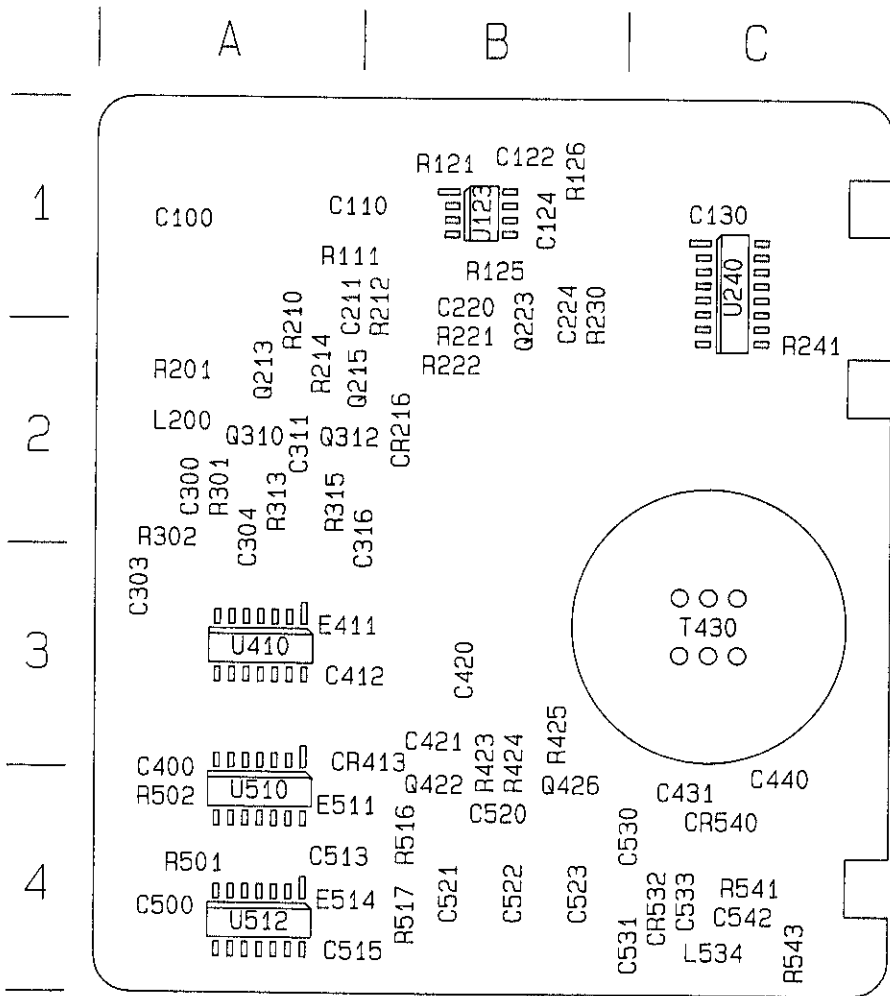 A B C
1
R121 C122 R126
C100 C110 U123 C124 C130
R111 R125 U240
R210 C211 R212 C220 Q223 C224 R230
R221
R201 Q213 R214 Q215 R222 R241
2
L200 Q310 C311 Q312 CR216
C300 R301 R313 R315
R302 C304 C316
C303
3
U410 E411 T430
C412 C420
C421 R423 R424 R425
C400 CR413
R502 U510 Q422 Q426 C431 C440
E511 C520 CR540
R516 C530
4
R501 C513
C500 U512 E514 R517 C521 C522 C523 CR532 C533 R541
C542
C515 C531 L534 R543